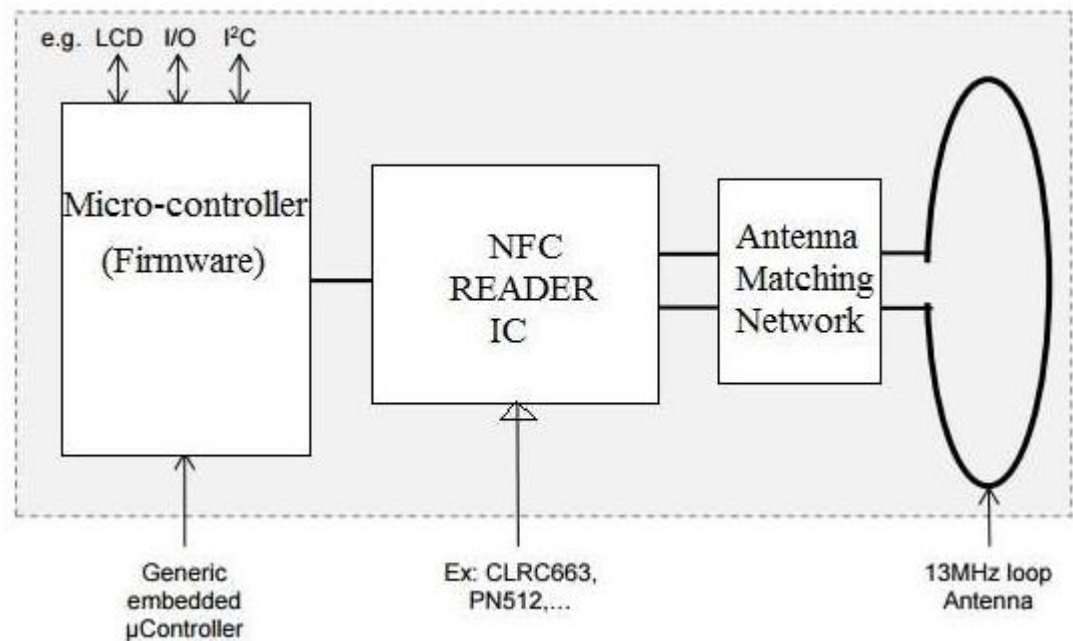 e.g. LCD I/O I²C
Micro-controller
(Firmware)
NFC
READER
IC
Antenna
Matching
Network
Generic
embedded
µController
Ex: CLRC663,
PN512,...
13MHz loop
Antenna